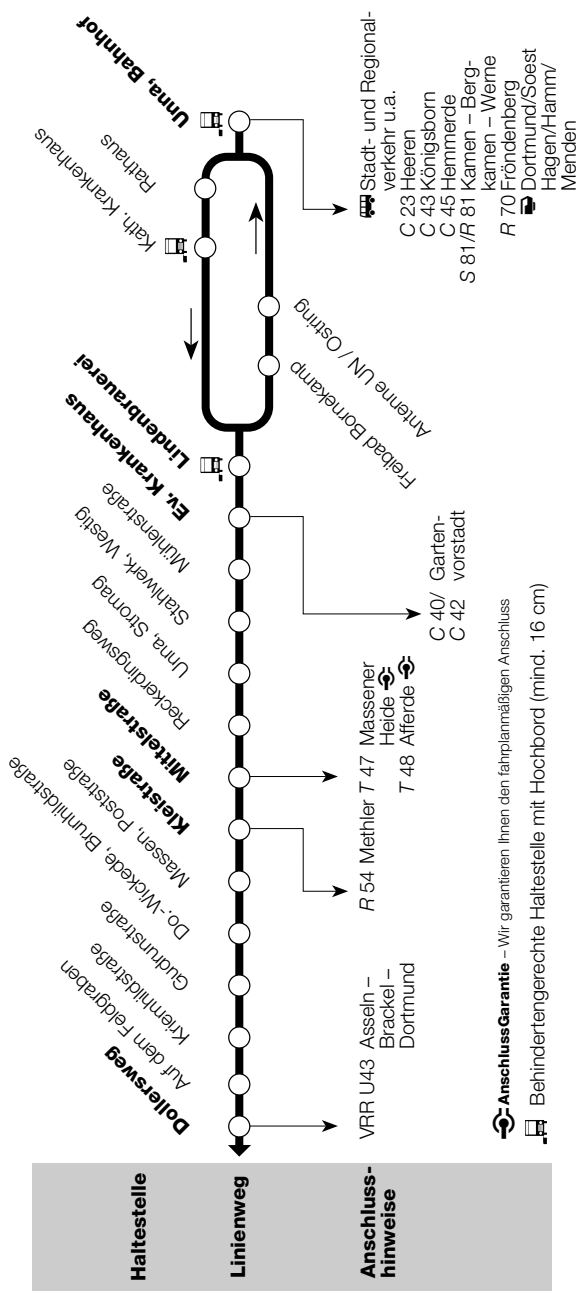 Haltestelle
Dollersweg
Auf dem Feldgraben
Kriemhildstraße
Gudrunstraße
Do.-Wickede, Brunhildstraße
Massen, Poststraße
Kleistraße
Mittelstraße
Reckerdingsweg
Unna, Stromag
Stahlwerk, Westig
Mühlenstraße
Ev. Krankenhaus
Lindenbrauerei
Kath. Krankenhaus
Rathaus
Unna, Bahnhof
Linienweg
Freibad Bornekamp
Antenne UN / Ostring
Anschluss-
hinweise
VRR U43 Asseln –
Brackel –
Dortmund
R 54 Methler
T 47 Massener
Heide
T 48 Afferde
C 40/ Garten-
C 42 vorstadt
Stadt- und Regional-
verkehr u.a.
C 23 Heeren
C 43 Königsborn
C 45 Hemmerde
S 81/R 81 Kamen – Berg-
kamen – Werne
R 70 Fröndenberg
Dortmund/Soest
Hagen/Hamm/
Menden
AnschlussGarantie – Wir garantieren Ihnen den fahrplanmäßigen Anschluss
Behindertengerechte Haltestelle mit Hochbord (mind. 16 cm)